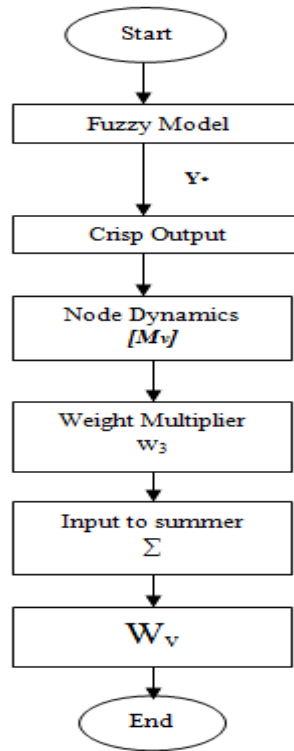 Start
Fuzzy Model
Y*
Crisp Output
Node Dynamics
[Mv]
Weight Multiplier
w₃
Input to summer
Σ
Wᵥ
End